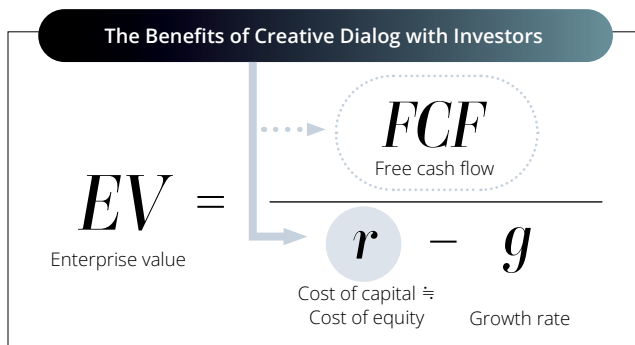 The Benefits of Creative Dialog with Investors
FCF
Free cash flow
EV =
Enterprise value
r − g
Cost of capital ≒
Cost of equity
Growth rate